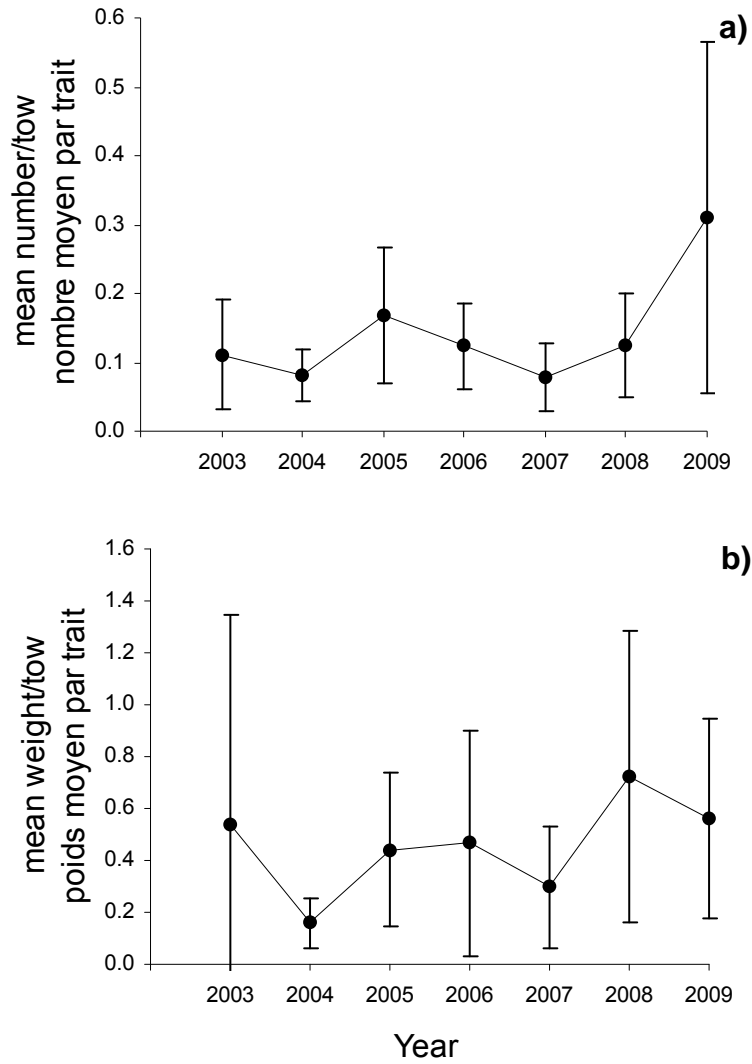 a)
mean number/tow
nombre moyen par trait
0.6
0.5
0.4
0.3
0.2
0.1
0.0
2003 2004 2005 2006 2007 2008 2009
b)
mean weight/tow
poids moyen par trait
1.6
1.4
1.2
1.0
0.8
0.6
0.4
0.2
0.0
2003 2004 2005 2006 2007 2008 2009
Year